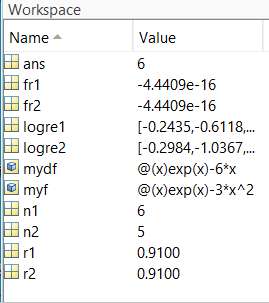 Workspace
Name Value
ans 6
fr1 -4.4409e-16
fr2 -4.4409e-16
logre1 [-0.2435,-0.6118,...
logre2 [-0.2984,-1.0367,...
mydf @(x)exp(x)-6*x
myf @(x)exp(x)-3*x^2
n1 6
n2 5
r1 0.9100
r2 0.9100